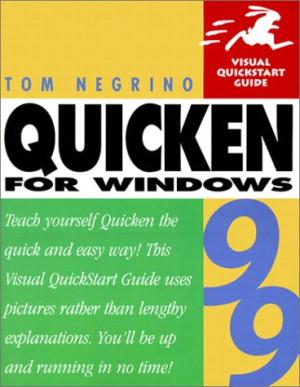 VISUAL
QUICKSTART
GUIDE
TOM NEGRINO
QUICKEN
FOR WINDOWS
99
Teach yourself Quicken the
quick and easy way! This
Visual QuickStart Guide uses
pictures rather than lengthy
explanations. You'll be up
and running in no time!